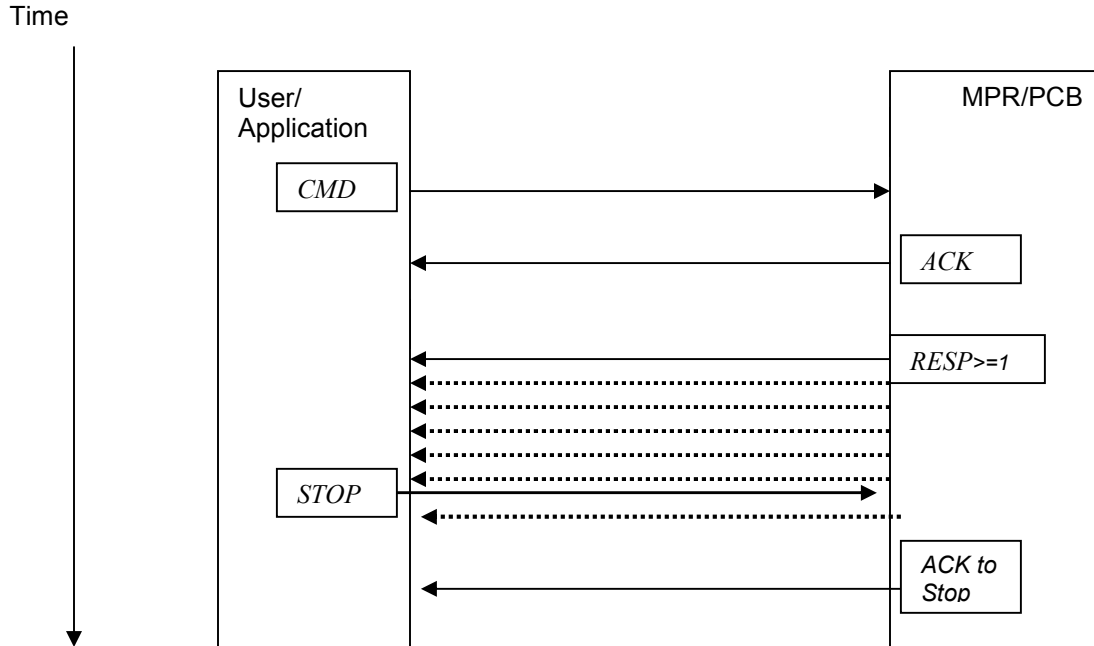 Time
User/
Application
MPR/PCB
CMD
ACK
RESP>=1
STOP
ACK to
Stop